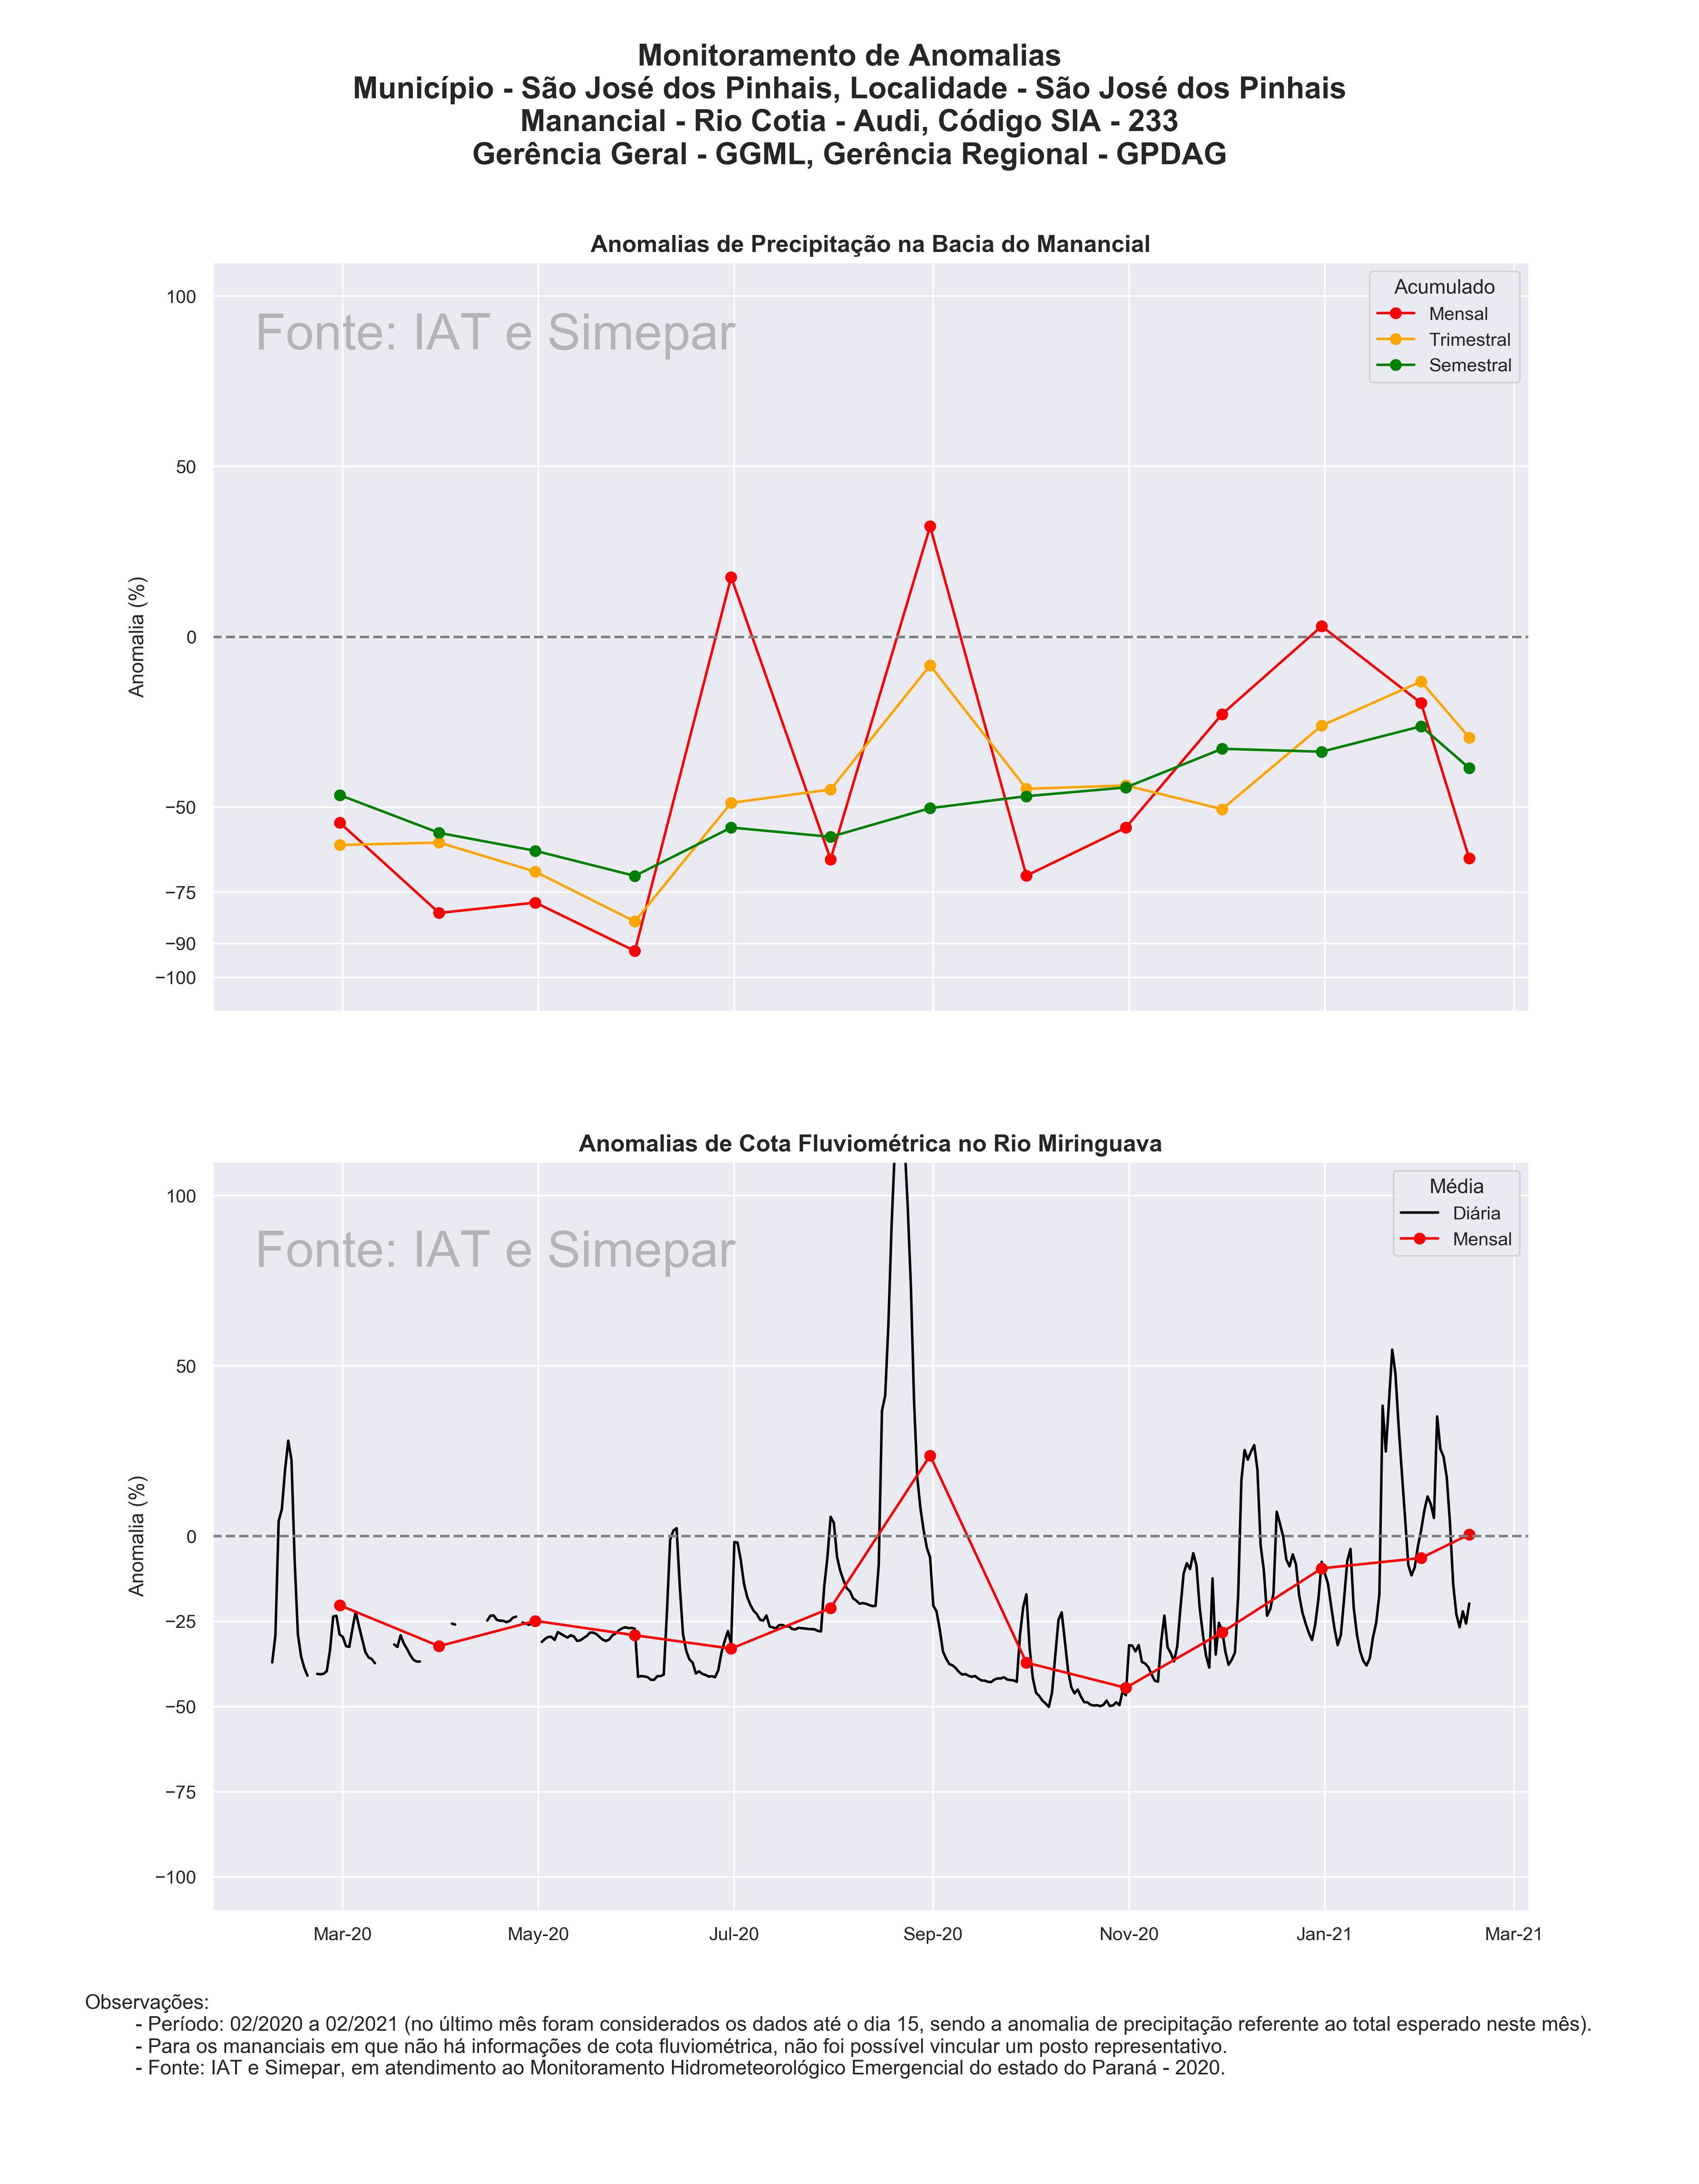 Monitoramento de Anomalias
Município - São José dos Pinhais, Localidade - São José dos Pinhais
Manancial - Rio Cotia - Audi, Código SIA - 233
Gerência Geral - GGML, Gerência Regional - GPDAG
Anomalias de Precipitação na Bacia do Manancial
Fonte: IAT e Simepar
Acumulado
Mensal
Trimestral
Semestral
Anomalia (%)
100
50
0
−50
−75
−90
−100
Anomalias de Cota Fluviométrica no Rio Miringuava
Fonte: IAT e Simepar
Média
Diária
Mensal
Anomalia (%)
100
50
0
−25
−50
−75
−100
Mar-20 May-20 Jul-20 Sep-20 Nov-20 Jan-21 Mar-21
Observações:
- Período: 02/2020 a 02/2021 (no último mês foram considerados os dados até o dia 15, sendo a anomalia de precipitação referente ao total esperado neste mês).
- Para os mananciais em que não há informações de cota fluviométrica, não foi possível vincular um posto representativo.
- Fonte: IAT e Simepar, em atendimento ao Monitoramento Hidrometeorológico Emergencial do estado do Paraná - 2020.